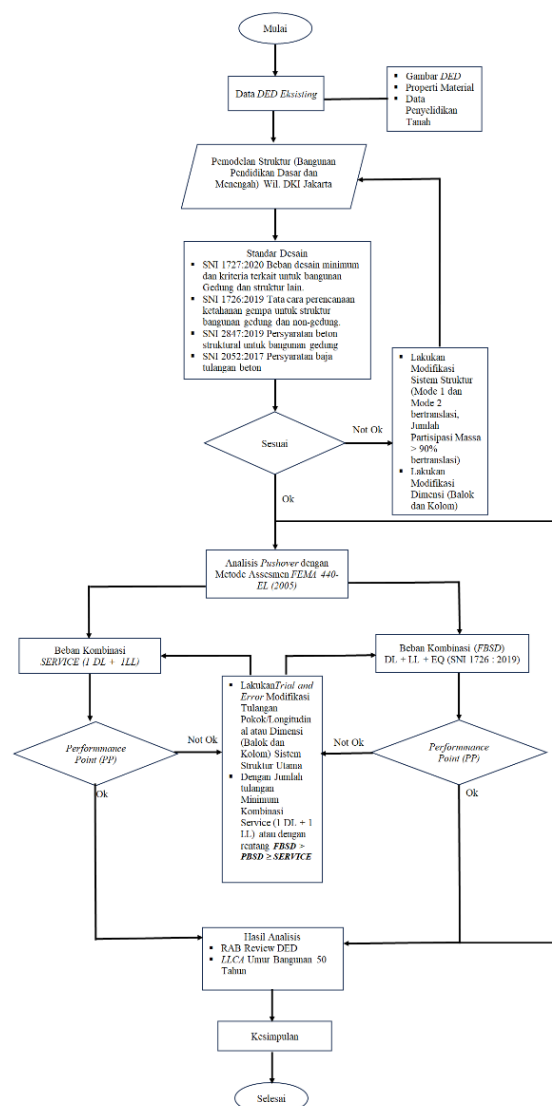 Mulai
Data DED Eksisting
▪ Gambar DED
▪ Properti Material
▪ Data
Penyelidikan
Tanah
Pemodelan Struktur (Bangunan
Pendidikan Dasar dan
Menengah) Wil. DKI Jakarta
Standar Desain
▪ SNI 1727:2020 Beban desain minimum
dan kriteria terkait untuk bangunan
Gedung dan struktur lain.
▪ SNI 1726:2019 Tata cara perencanaan
ketahanan gempa untuk struktur
bangunan gedung dan non-gedung.
▪ SNI 2847:2019 Persyaratan beton
struktural untuk bangunan gedung
▪ SNI 2052:2017 Persyaratan baja
tulangan beton
▪ Lakukan
Modifikasi
Sistem Struktur
(Mode 1 dan
Mode 2
bertranslasi,
Jumlah
Partisipasi Massa
> 90%
bertranslasi)
▪ Lakukan
Modifikasi
Dimensi (Balok
dan Kolom)
Sesuai
Not Ok
Ok
Analisis Pushover dengan
Metode Assesmen FEMA 440-
EL (2005)
Beban Kombinasi
SERVICE (1 DL + 1LL)
Beban Kombinasi (FBSD)
DL + LL + EQ (SNI 1726 : 2019)
▪ LakukanTrial and
Error Modifikasi
Tulangan
Pokok/Longitudin
al atau Dimensi
(Balok dan
Kolom) Sistem
Struktur Utama
▪ Dengan Jumlah
tulangan
Minimum
Kombinasi
Service (1 DL + 1
LL) atau dengan
rentang FBSD >
PBSD ≥ SERVICE
Performmance
Point (PP)
Not Ok
Ok
Performmance
Point (PP)
Not Ok
Ok
Hasil Analisis
▪ RAB Review DED
▪ LLCA Umur Bangunan 50
Tahun
Kesimpulan
Selesai